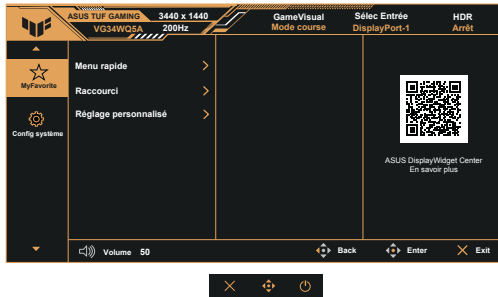 ASUS TUF GAMING 3440 x 1440
VG34WQ5A 200Hz
GameVisual
Mode course
Sélec Entrée
DisplayPort-1
HDR
Arrêt
MyFavorite
Config système
Menu rapide
Raccourci
Réglage personnalisé
ASUS DisplayWidget Center
En savoir plus
Volume 50
Back
Enter
Exit